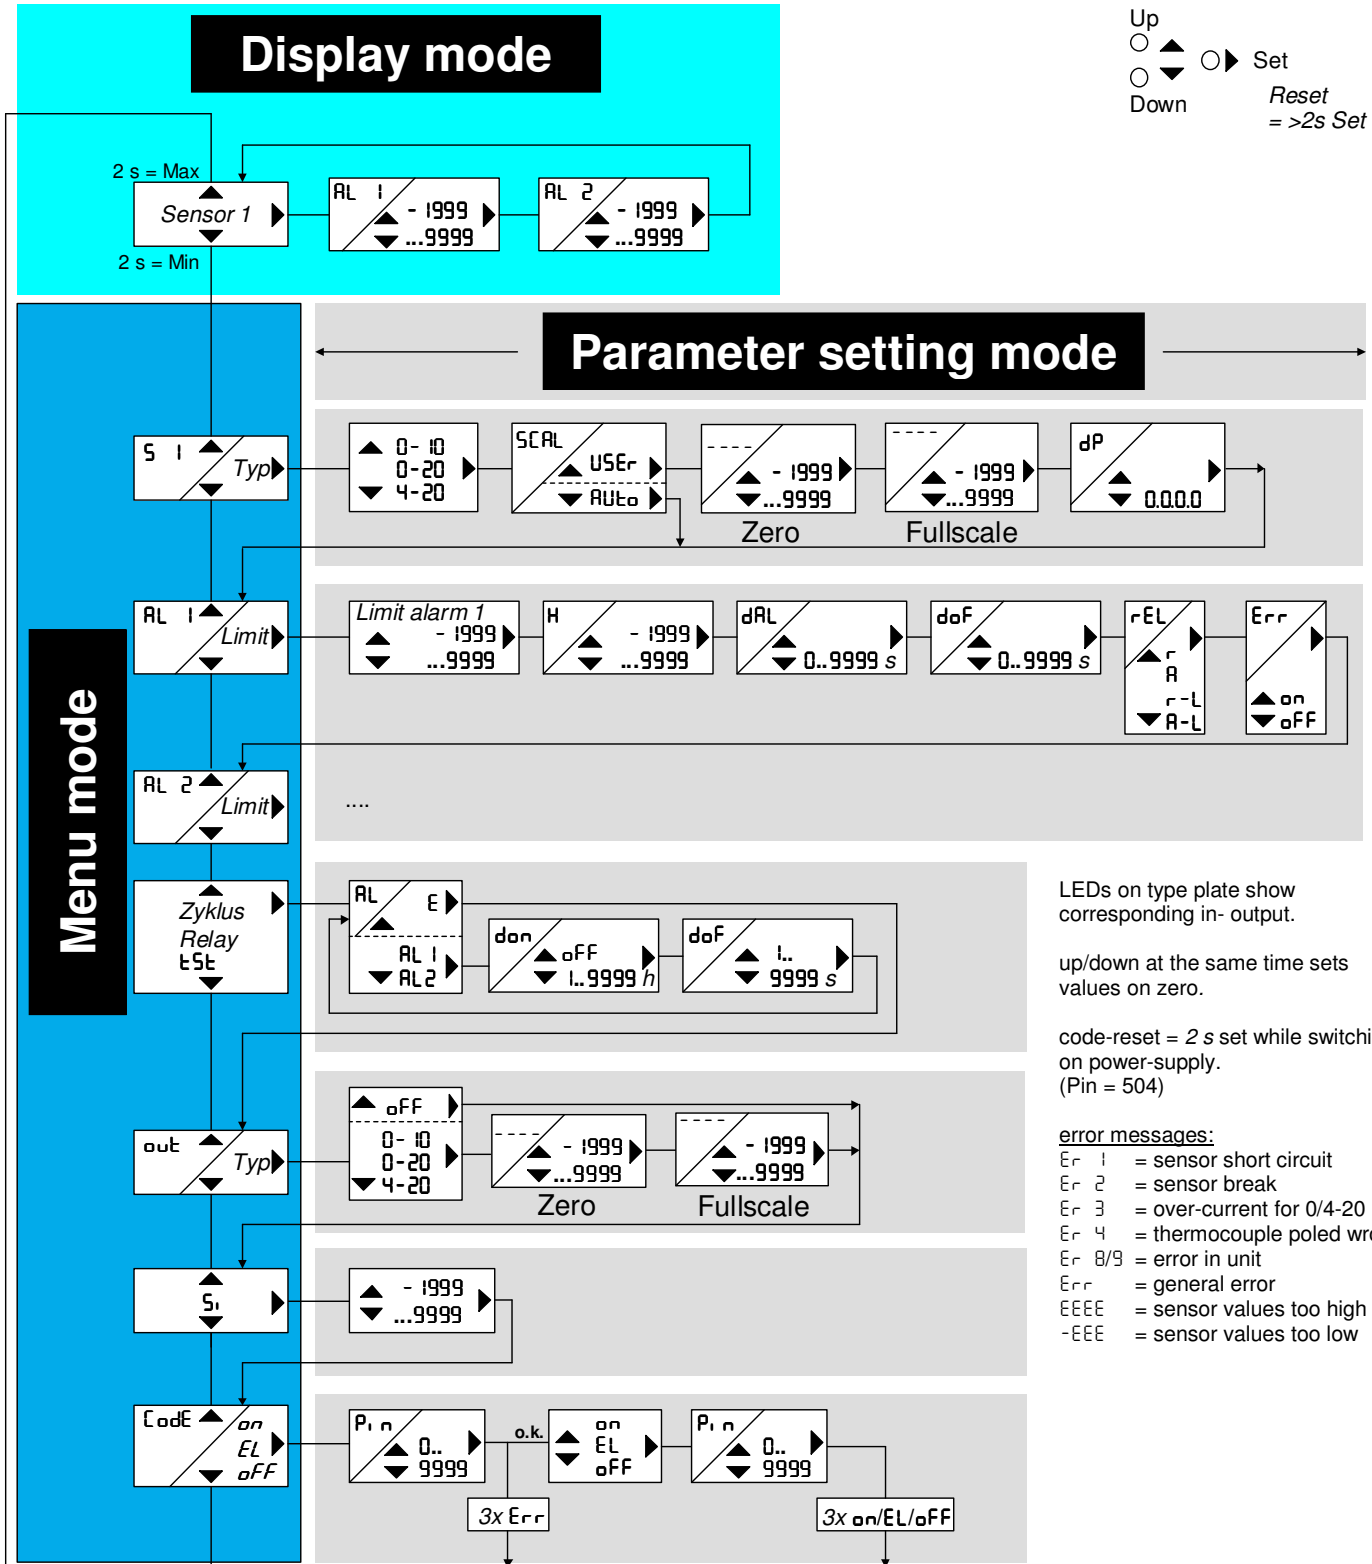 Display mode
Up
Set
Down
Reset
= >2s Set
2 s = Max
Sensor 1
2 s = Min
AL 1
- 1999
...9999
AL 2
- 1999
...9999
Parameter setting mode
Menu mode
S 1
Typ
0-10
0-20
4-20
SCAL
USEr
AUto
----
- 1999
...9999
Zero
----
- 1999
...9999
Fullscale
dP
0.0.0.0
AL 1
Limit
Limit alarm 1
- 1999
...9999
H
- 1999
...9999
dAL
0..9999 s
doF
0..9999 s
rEL
r
A
r-L
A-L
Err
on
oFF
AL 2
Limit
....
Zyklus
Relay
tSt
AL
E
AL1
AL2
don
oFF
1..9999 h
doF
1..
9999 s
LEDs on type plate show
corresponding in- output.
up/down at the same time sets
values on zero.
code-reset = 2 s set while switchi
on power-supply.
(Pin = 504)
out
Typ
oFF
0-10
0-20
4-20
----
- 1999
...9999
Zero
----
- 1999
...9999
Fullscale
error messages:
Er 1 = sensor short circuit
Er 2 = sensor break
Er 3 = over-current for 0/4-20
Er 4 = thermocouple poled wro
Er 8/9 = error in unit
Err = general error
EEEE = sensor values too high
-EEE = sensor values too low
Si
- 1999
...9999
CodE
on
EL
oFF
Pin
0..
9999
o.k.
on
EL
oFF
Pin
0..
9999
3x Err
3x on/EL/oFF